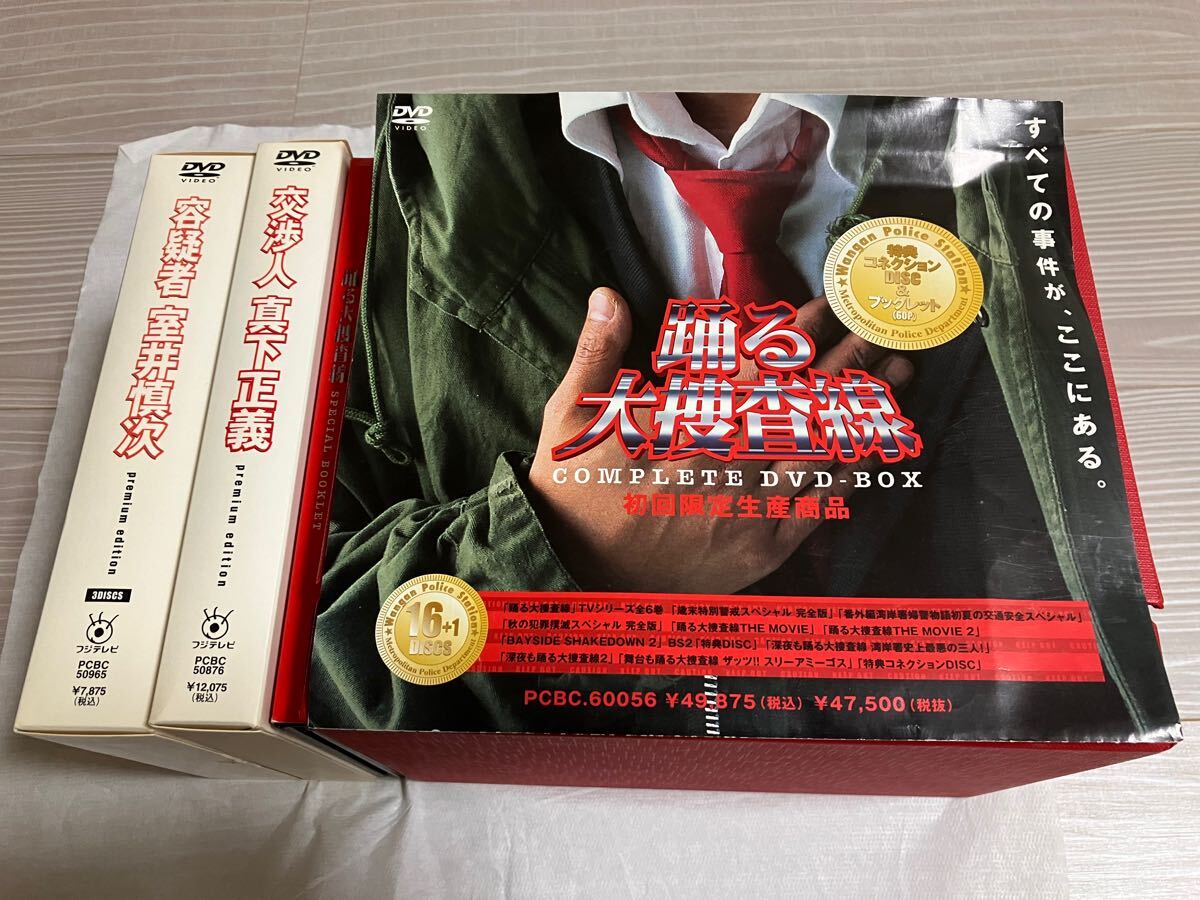 DVD
VIDEO
容疑者 室井慎次
premium edition
3DISCS
フジテレビ
PCBC
50965
¥7,875
(税込)
DVD
VIDEO
交渉人 真下正義
premium edition
フジテレビ
PCBC
50876
¥12,075
(税込)
踊る大捜査線 SPECIAL BOOKLET
DVD
VIDEO
すべての事件が、ここにある。
Wangan Police Station
特典
コネクション
DISC
&
ブックレット
(60P)
Metropolitan Police Department
踊る
大捜査線
COMPLETE DVD-BOX
初回限定生産商品
Wangan Police Station
16+1
DISCS
Metropolitan Police Department
「踊る大捜査線」TVシリーズ全6巻 「歳末特別警戒スペシャル 完全版」「番外編湾岸署婦警物語初夏の交通安全スペシャル」
「秋の犯罪撲滅スペシャル 完全版」「踊る大捜査線THE MOVIE」「踊る大捜査線THE MOVIE 2」
「BAYSIDE SHAKEDOWN 2」 BS2「特典DISC」「深夜も踊る大捜査線 湾岸署史上最悪の三人!」
「深夜も踊る大捜査線2」「舞台も踊る大捜査線 ザッツ!! スリーアミーゴス」「特典コネクションDISC」
PCBC.60056 ¥49,875(税込) ¥47,500(税抜)